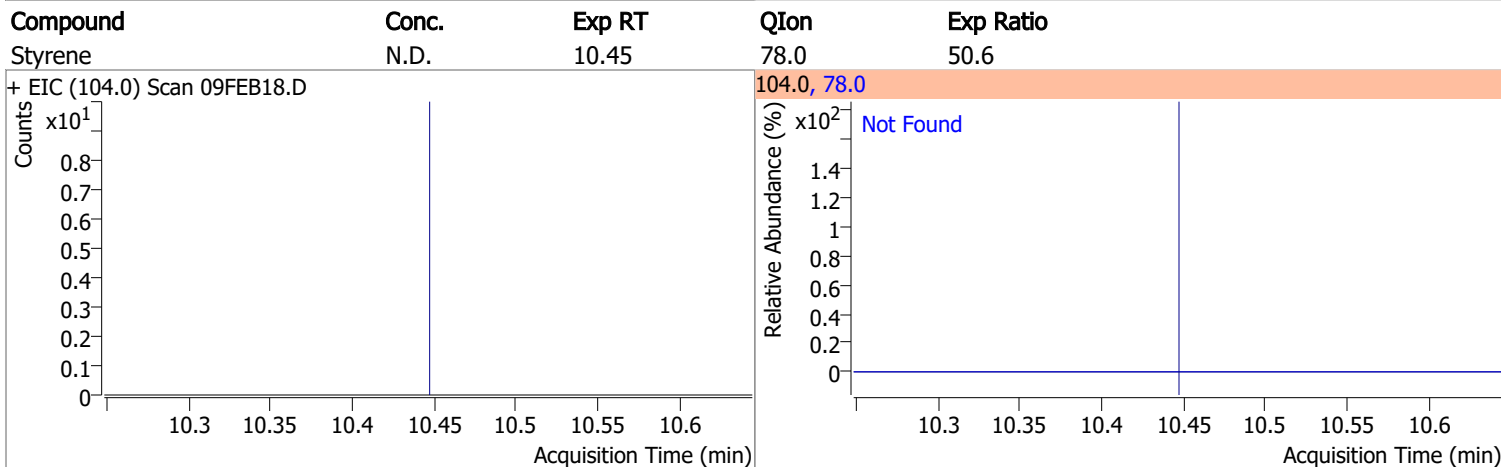 Compound Conc. Exp RT QIon Exp Ratio
Styrene N.D. 10.45 78.0 50.6
+ EIC (104.0) Scan 09FEB18.D
Counts
x10¹
0.8
0.7
0.6
0.5
0.4
0.3
0.2
0.1
0
10.3 10.35 10.4 10.45 10.5 10.55 10.6
Acquisition Time (min)
104.0, 78.0
Relative Abundance (%)
x10²
Not Found
1.4
1.2
1
0.8
0.6
0.4
0.2
0
10.3 10.35 10.4 10.45 10.5 10.55 10.6
Acquisition Time (min)